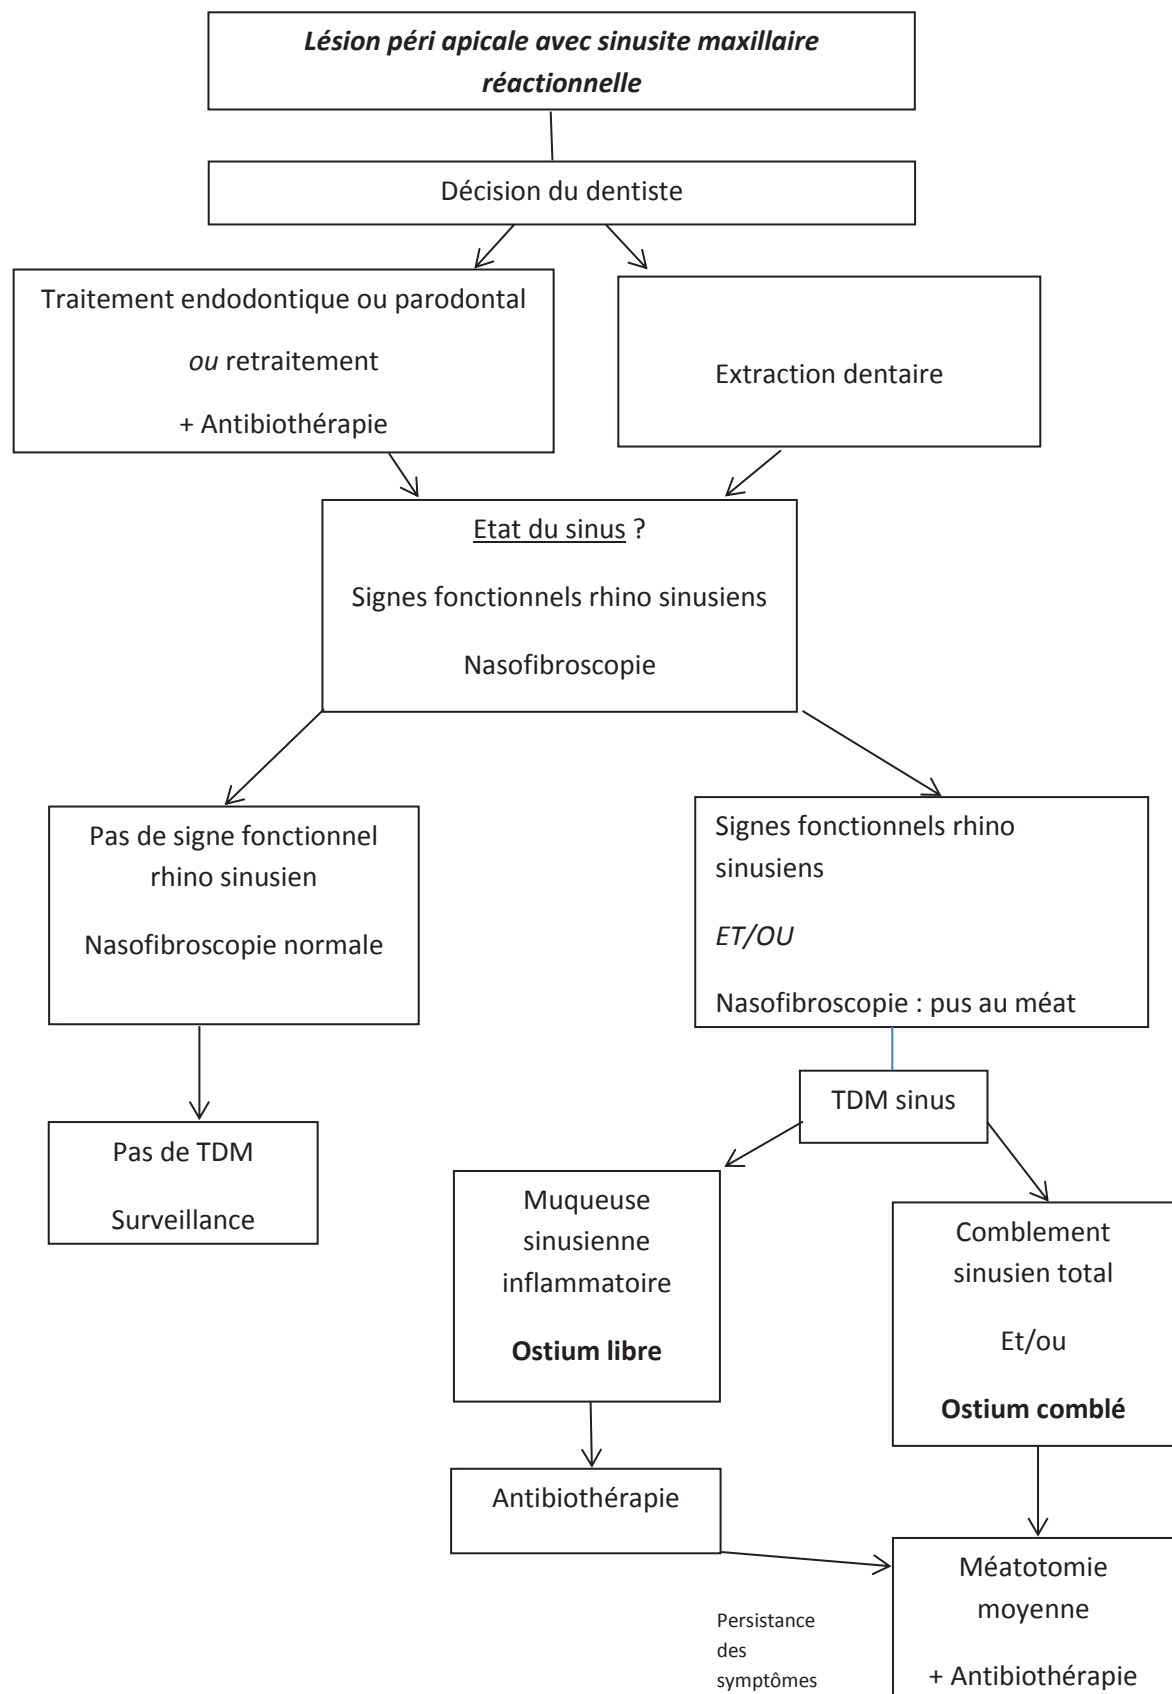 Lésion péri apicale avec sinusite maxillaire
réactionnelle
Décision du dentiste
Traitement endodontique ou parodontal
ou retraitement
+ Antibiothérapie
Extraction dentaire
Etat du sinus ?
Signes fonctionnels rhino sinusiens
Nasofibroscopie
Pas de signe fonctionnel
rhino sinusien
Nasofibroscopie normale
Signes fonctionnels rhino
sinusiens
ET/OU
Nasofibroscopie : pus au méat
TDM sinus
Pas de TDM
Surveillance
Muqueuse
sinusienne
inflammatoire
Ostium libre
Comblement
sinusien total
Et/ou
Ostium comblé
Antibiothérapie
Persistance
des
symptômes
Méatotomie
moyenne
+ Antibiothérapie